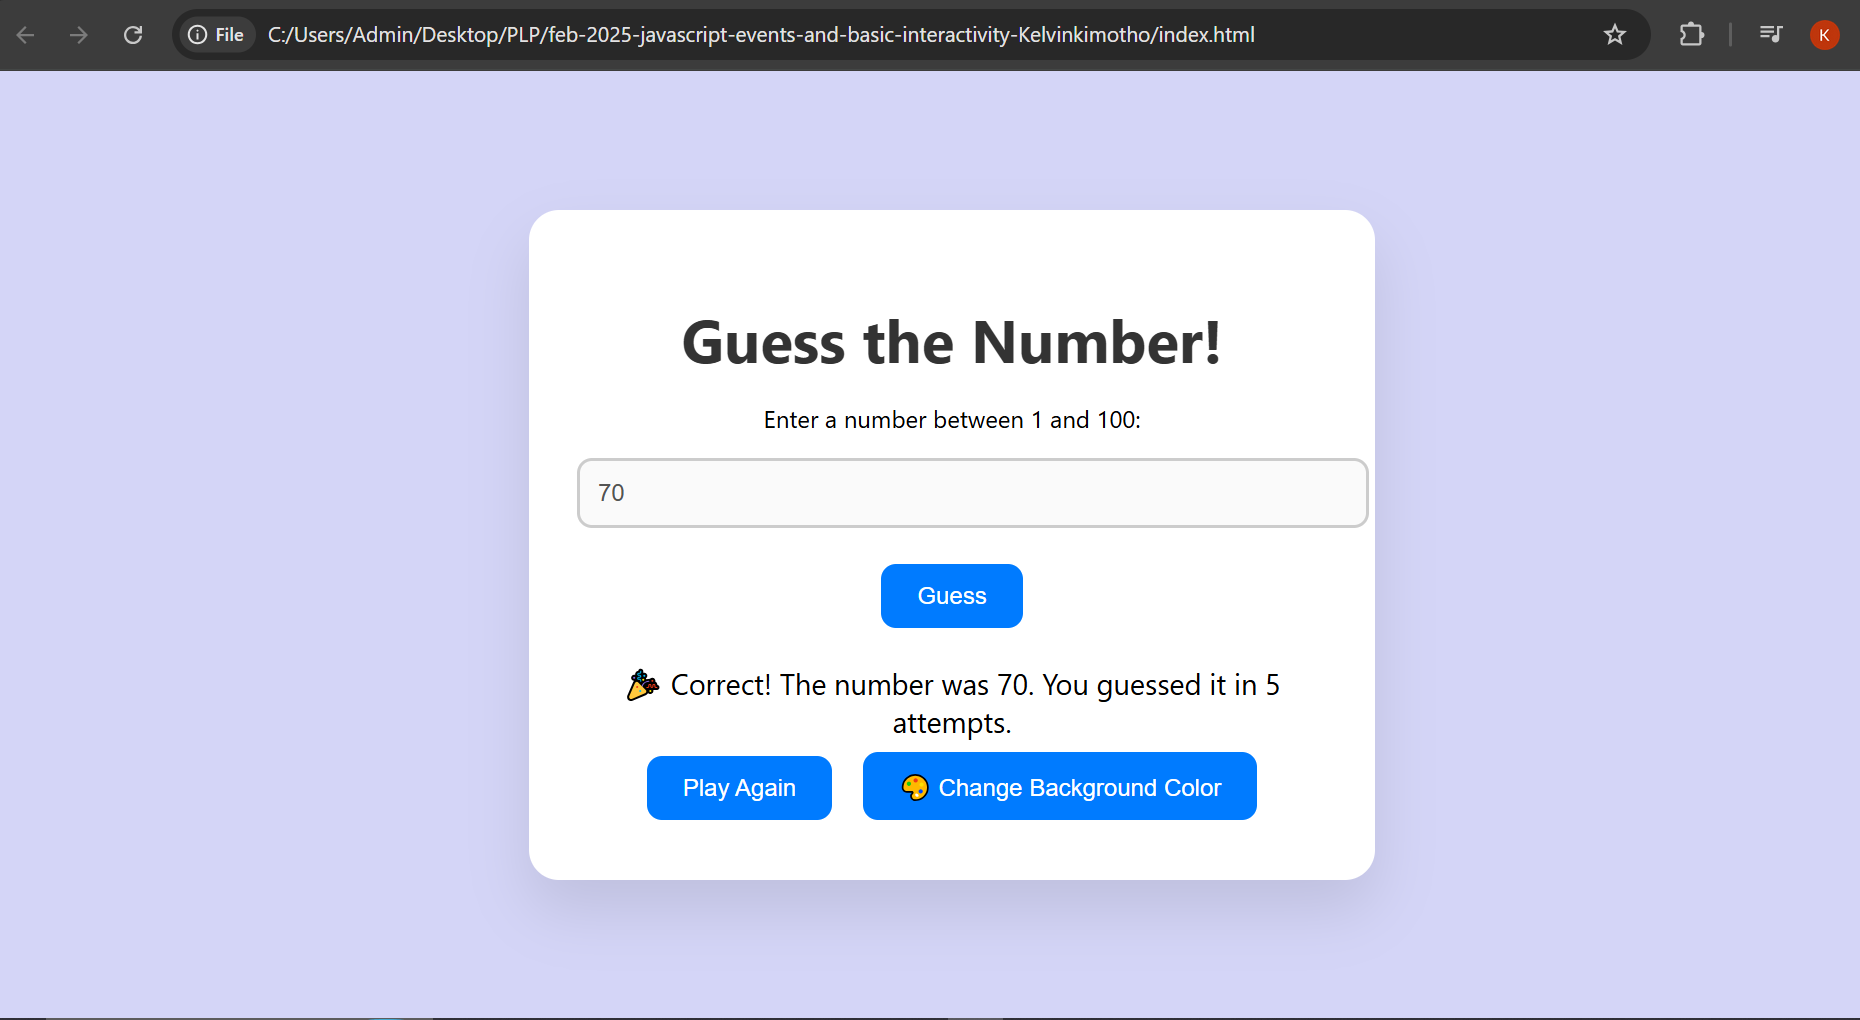 File C:/Users/Admin/Desktop/PLP/feb-2025-javascript-events-and-basic-interactivity-Kelvinkimotho/index.html
K
Guess the Number!
Enter a number between 1 and 100:
70
Guess
🎉 Correct! The number was 70. You guessed it in 5
attempts.
Play Again
🎨 Change Background Color